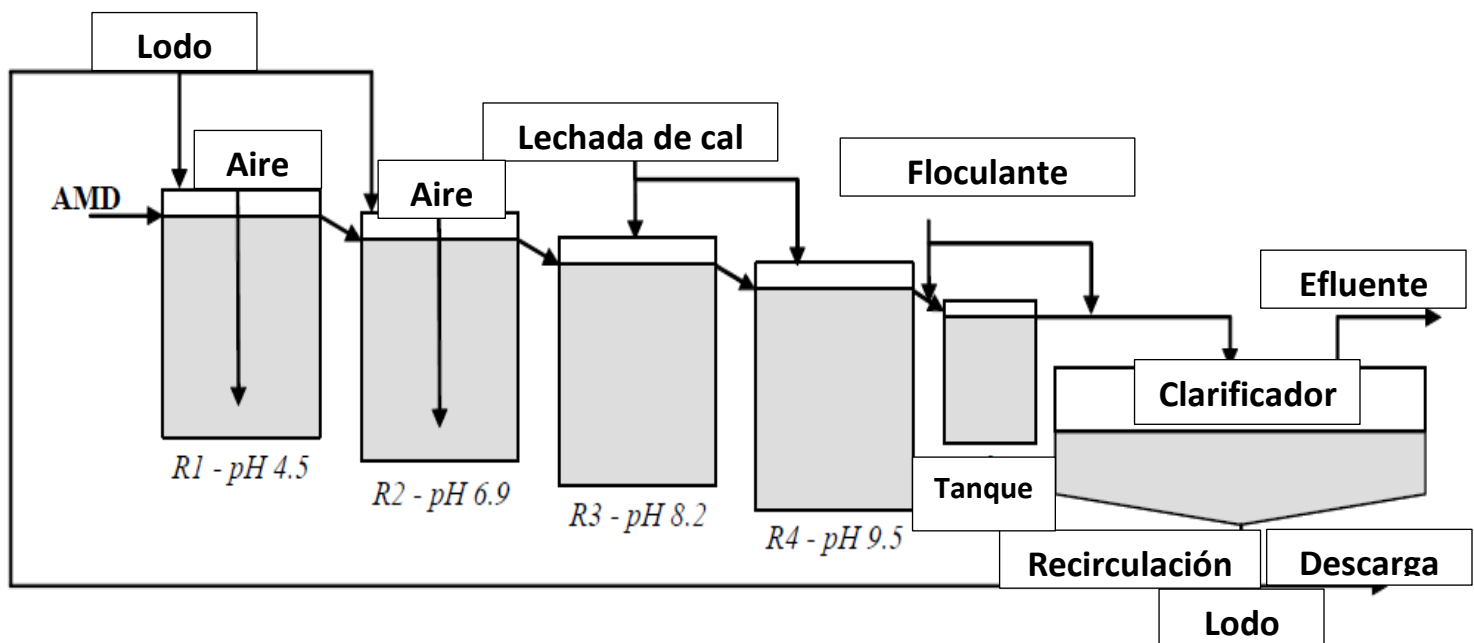 Lodo
Lechada de cal
Aire
Aire
Floculante
AMD
Efluente
Clarificador
R1 - pH 4.5
R2 - pH 6.9
R3 - pH 8.2
R4 - pH 9.5
Tanque
Recirculación
Descarga
Lodo